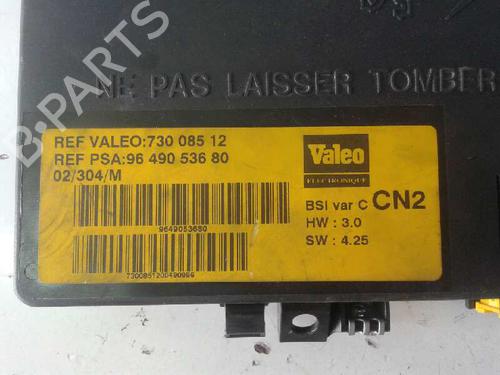 B-PARTS
NE PAS LAISSER TOMBER
REF VALEO:730 085 12
REF PSA:96 490 536 80
02/304/M
Valeo
ELECTRONIQUE
BSI var C CN2
HW : 3.0
SW : 4.25
9649053680